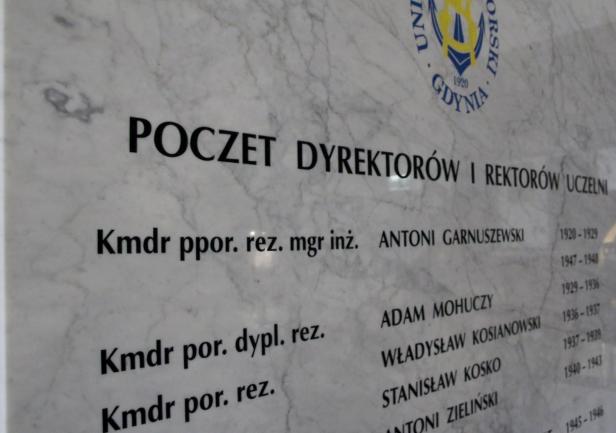 UNI ORSKI
1920
GDYNIA
POCZET DYREKTORÓW I REKTORÓW UCZELNI
Kmdr ppor. rez. mgr inż. ANTONI GARNUSZEWSKI 1920-1929
1947-1948
Kmdr por. dypl. rez. ADAM MOHUCZY 1929-1936
Kmdr por. rez. WŁADYSŁAW KOSIANOWSKI 1936-1937
STANISŁAW KOSKO 1937-1939
ANTONI ZIELIŃSKI 1940-1943
1945-1946